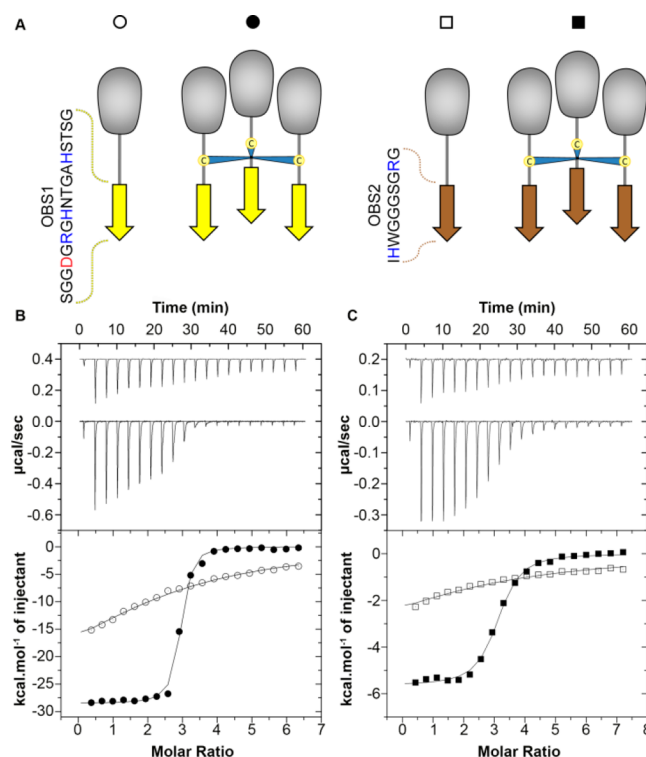 A
OBS1
SGGDGRGHNTGAHSTSG
C
C
C
OBS2
IHWGGGSGRG
C
C
C
B
Time (min)
0 10 20 30 40 50 60
0.4
0.2
0.0
-0.2
-0.4
-0.6
µcal/sec
0
-5
-10
-15
-20
-25
-30
kcal.mol-1 of injectant
0 1 2 3 4 5 6 7
Molar Ratio
C
Time (min)
0 10 20 30 40 50 60
0.2
0.1
0.0
-0.1
-0.2
-0.3
µcal/sec
0
-2
-4
-6
kcal.mol-1 of injectant
0 1 2 3 4 5 6 7 8
Molar Ratio